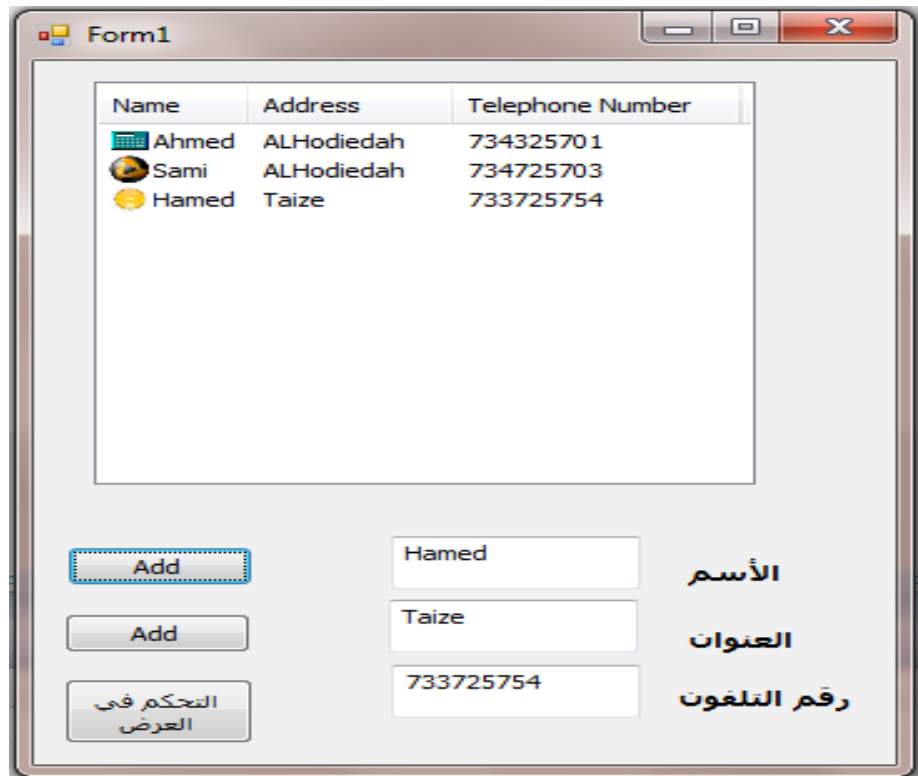 Form1
Name Address Telephone Number
Ahmed ALHodiedah 734325701
Sami ALHodiedah 734725703
Hamed Taize 733725754
Add Hamed الأسم
Add Taize العنوان
733725754 رقم التلفون
التحكم في
العرض